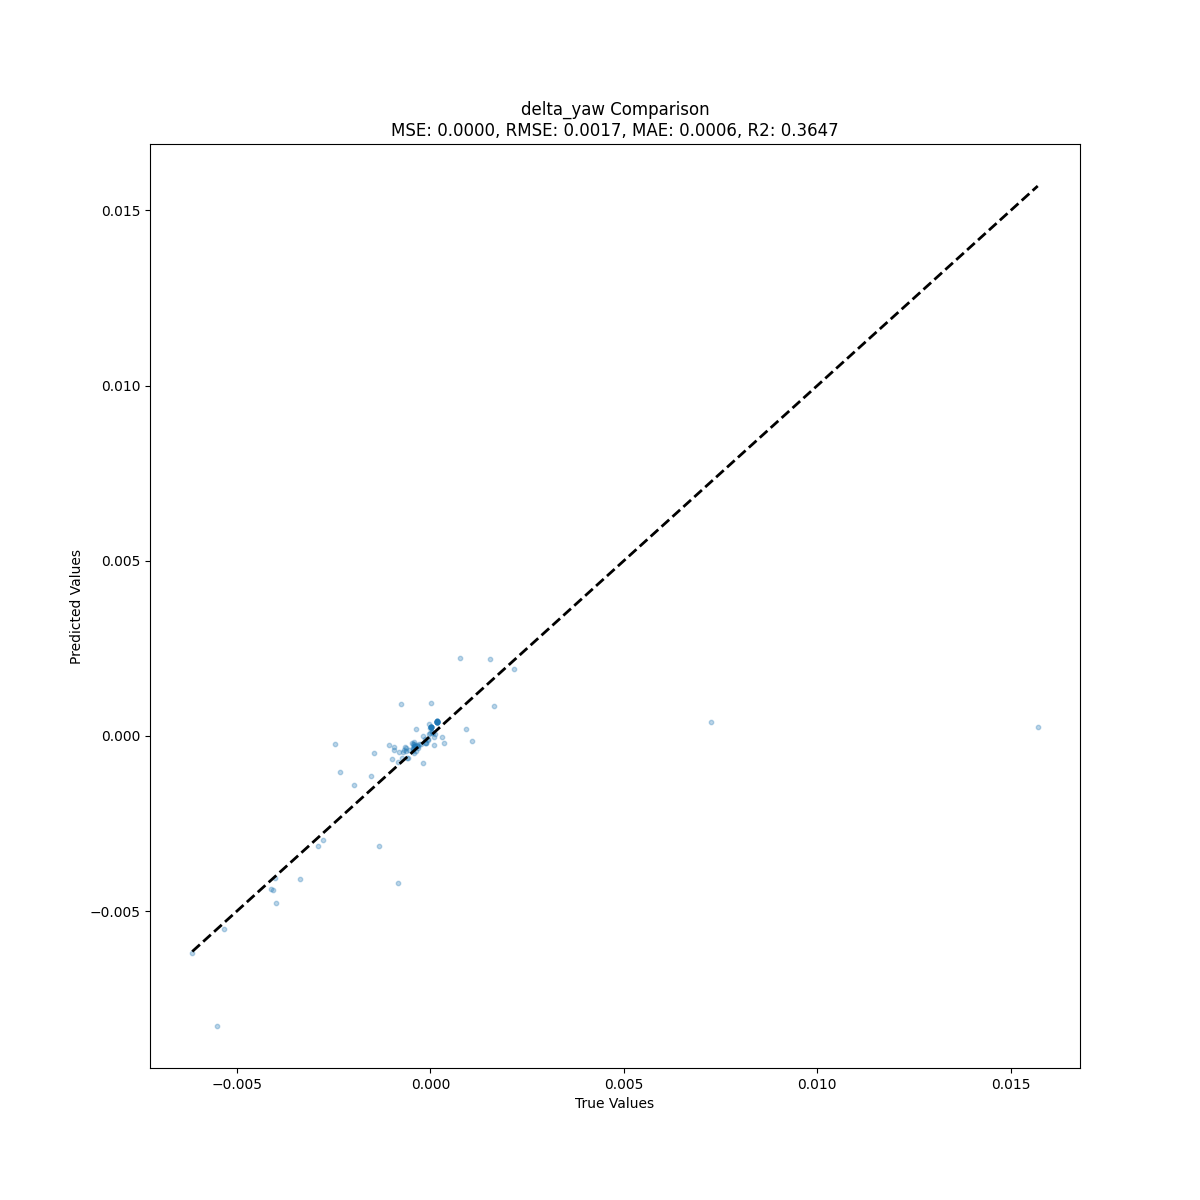 delta_yaw Comparison
MSE: 0.0000, RMSE: 0.0017, MAE: 0.0006, R2: 0.3647
0.015
0.010
0.005
0.000
−0.005
Predicted Values
−0.005 0.000 0.005 0.010 0.015
True Values